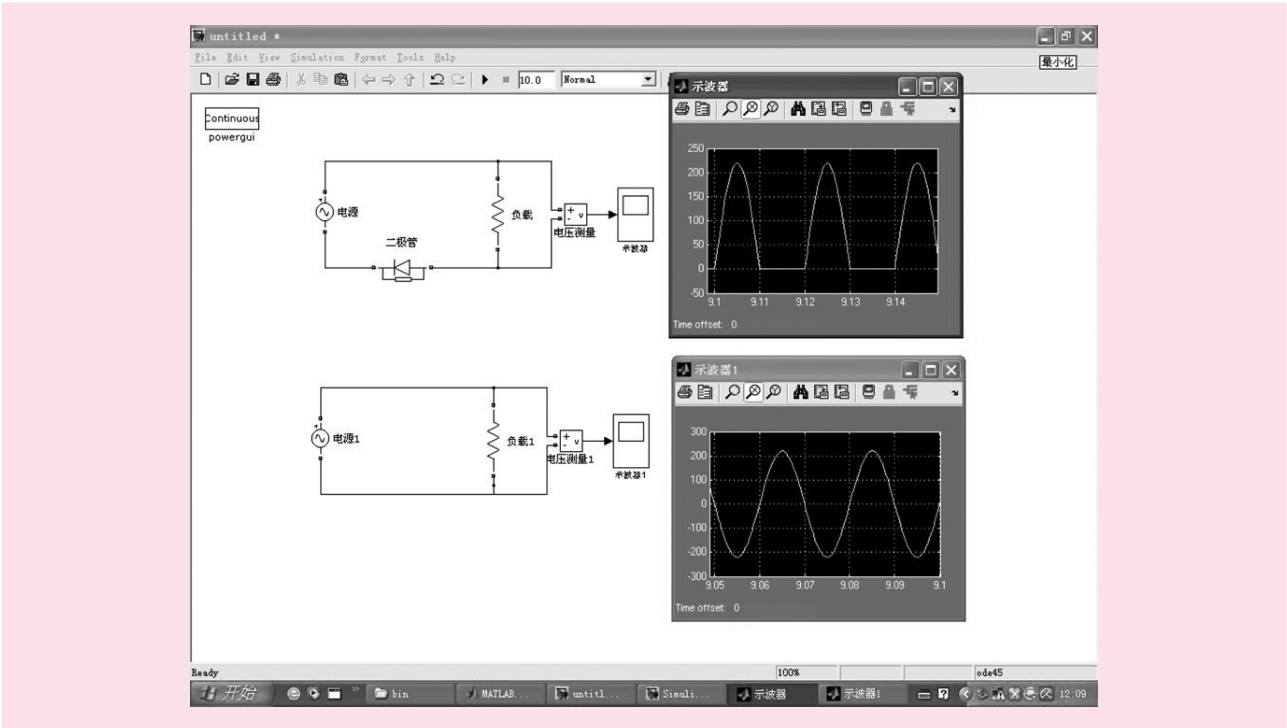 untitled *
File Edit View Simulation Format Tools Help
最小化
10.0 Normal
Continuous
powergui
电源
负载
电压测量
示波器
二极管
示波器
250
200
150
100
50
0
-50
9.1 9.11 9.12 9.13 9.14
Time offset: 0
电源1
负载1
电压测量1
示波器1
示波器1
300
200
100
0
-100
-200
-300
9.05 9.06 9.07 9.08 9.09 9.1
Time offset: 0
Ready 100% ode45
开始 bin MATLAB... untitl... Simuli... 示波器 示波器1 12:09